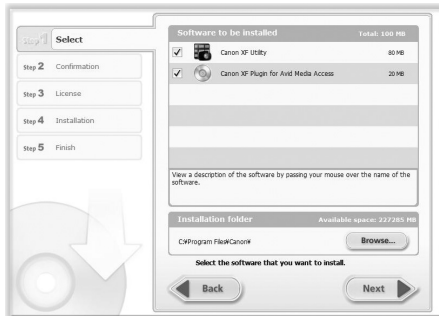 Step 1 Select
Step 2 Confirmation
Step 3 License
Step 4 Installation
Step 5 Finish
Software to be installed Total: 100 MB
Canon XF Utility 80 MB
Canon XF Plugin for Avid Media Access 20 MB
View a description of the software by passing your mouse over the name of the
software.
Installation folder Available space: 227265 MB
C:¥Program Files¥Canon¥ Browse...
Select the software that you want to install.
Back Next